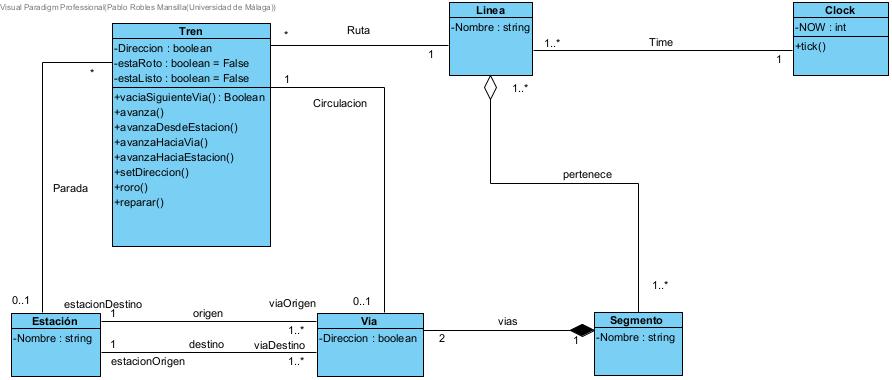 Visual Paradigm Professional(Pablo Robles Mansilla(Universidad de Málaga))
Tren
-Direccion : boolean
-estaRoto : boolean = False
-estaListo : boolean = False
+vaciaSiguienteVia() : Boolean
+avanza()
+avanzaDesdeEstacion()
+avanzaHaciaVia()
+avanzaHaciaEstacion()
+setDireccion()
+roro()
+reparar()
*
Ruta
1
Linea
-Nombre : string
1..*
Time
1
Clock
-NOW : int
+tick()
*
Parada
0..1
1
Circulacion
0..1
1..*
pertenece
1..*
estacionDestino
1
origen
viaOrigen
1..*
Estación
-Nombre : string
1
destino
viaDestino
estacionOrigen
1..*
Via
-Direccion : boolean
2
vias
1
Segmento
-Nombre : string